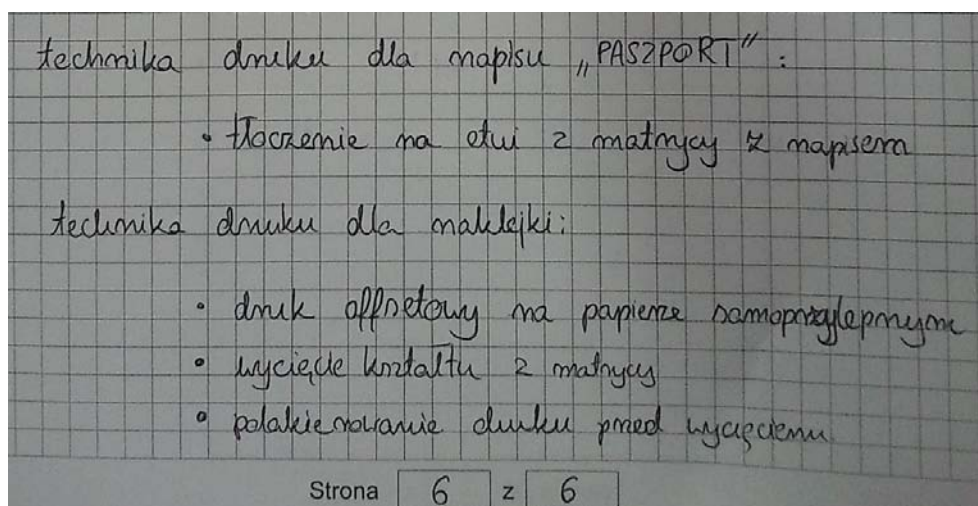 technika druku dla napisu „PASZPORT" :
• tłoczenie na etui z matrycy z napisem
technika druku dla naklejki:
• druk offsetowy na papierze samoprzylepnym
• wycięcie kształtu z matrycy
• polakierowanie druku przed wycięciem
Strona 6 z 6